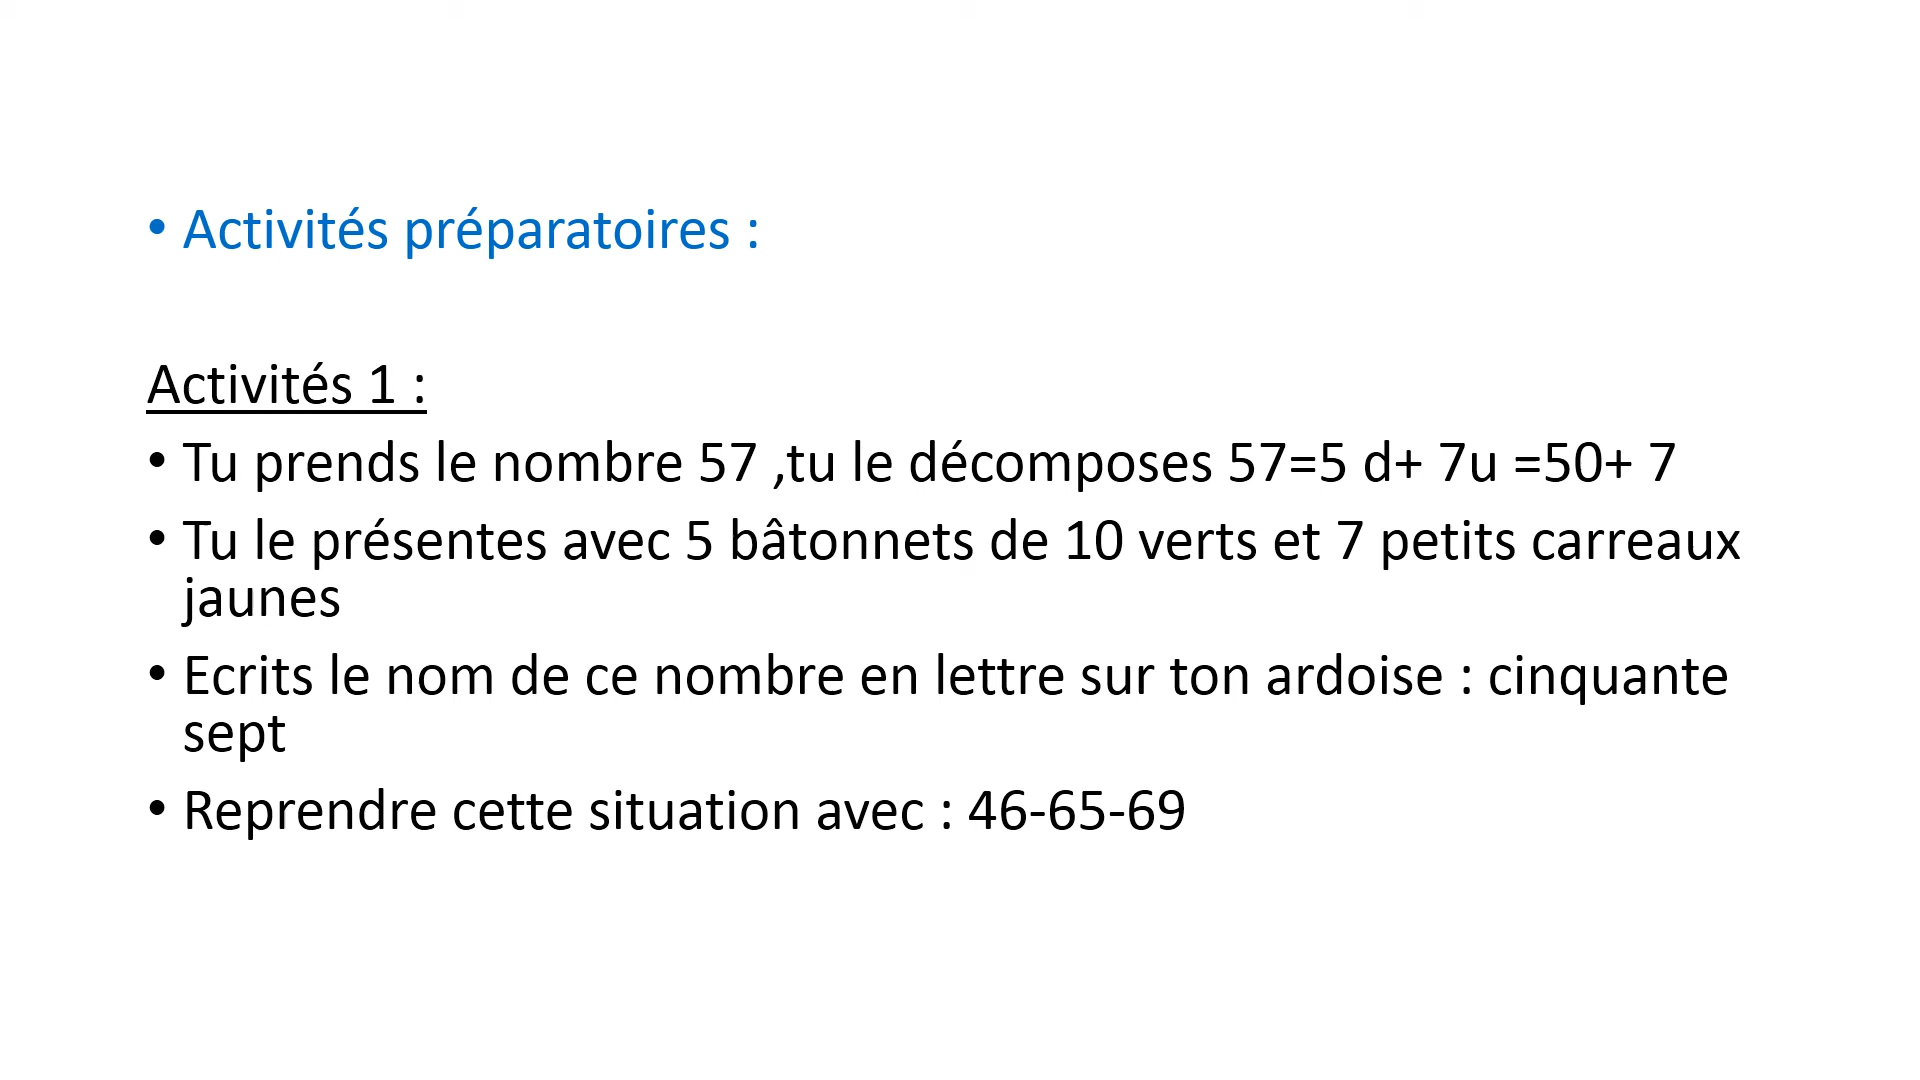 • Activités préparatoires :
Activités 1 :
• Tu prends le nombre 57 ,tu le décomposes 57=5 d+ 7u =50+ 7
• Tu le présentes avec 5 bâtonnets de 10 verts et 7 petits carreaux
jaunes
• Ecrits le nom de ce nombre en lettre sur ton ardoise : cinquante
sept
• Reprendre cette situation avec : 46-65-69